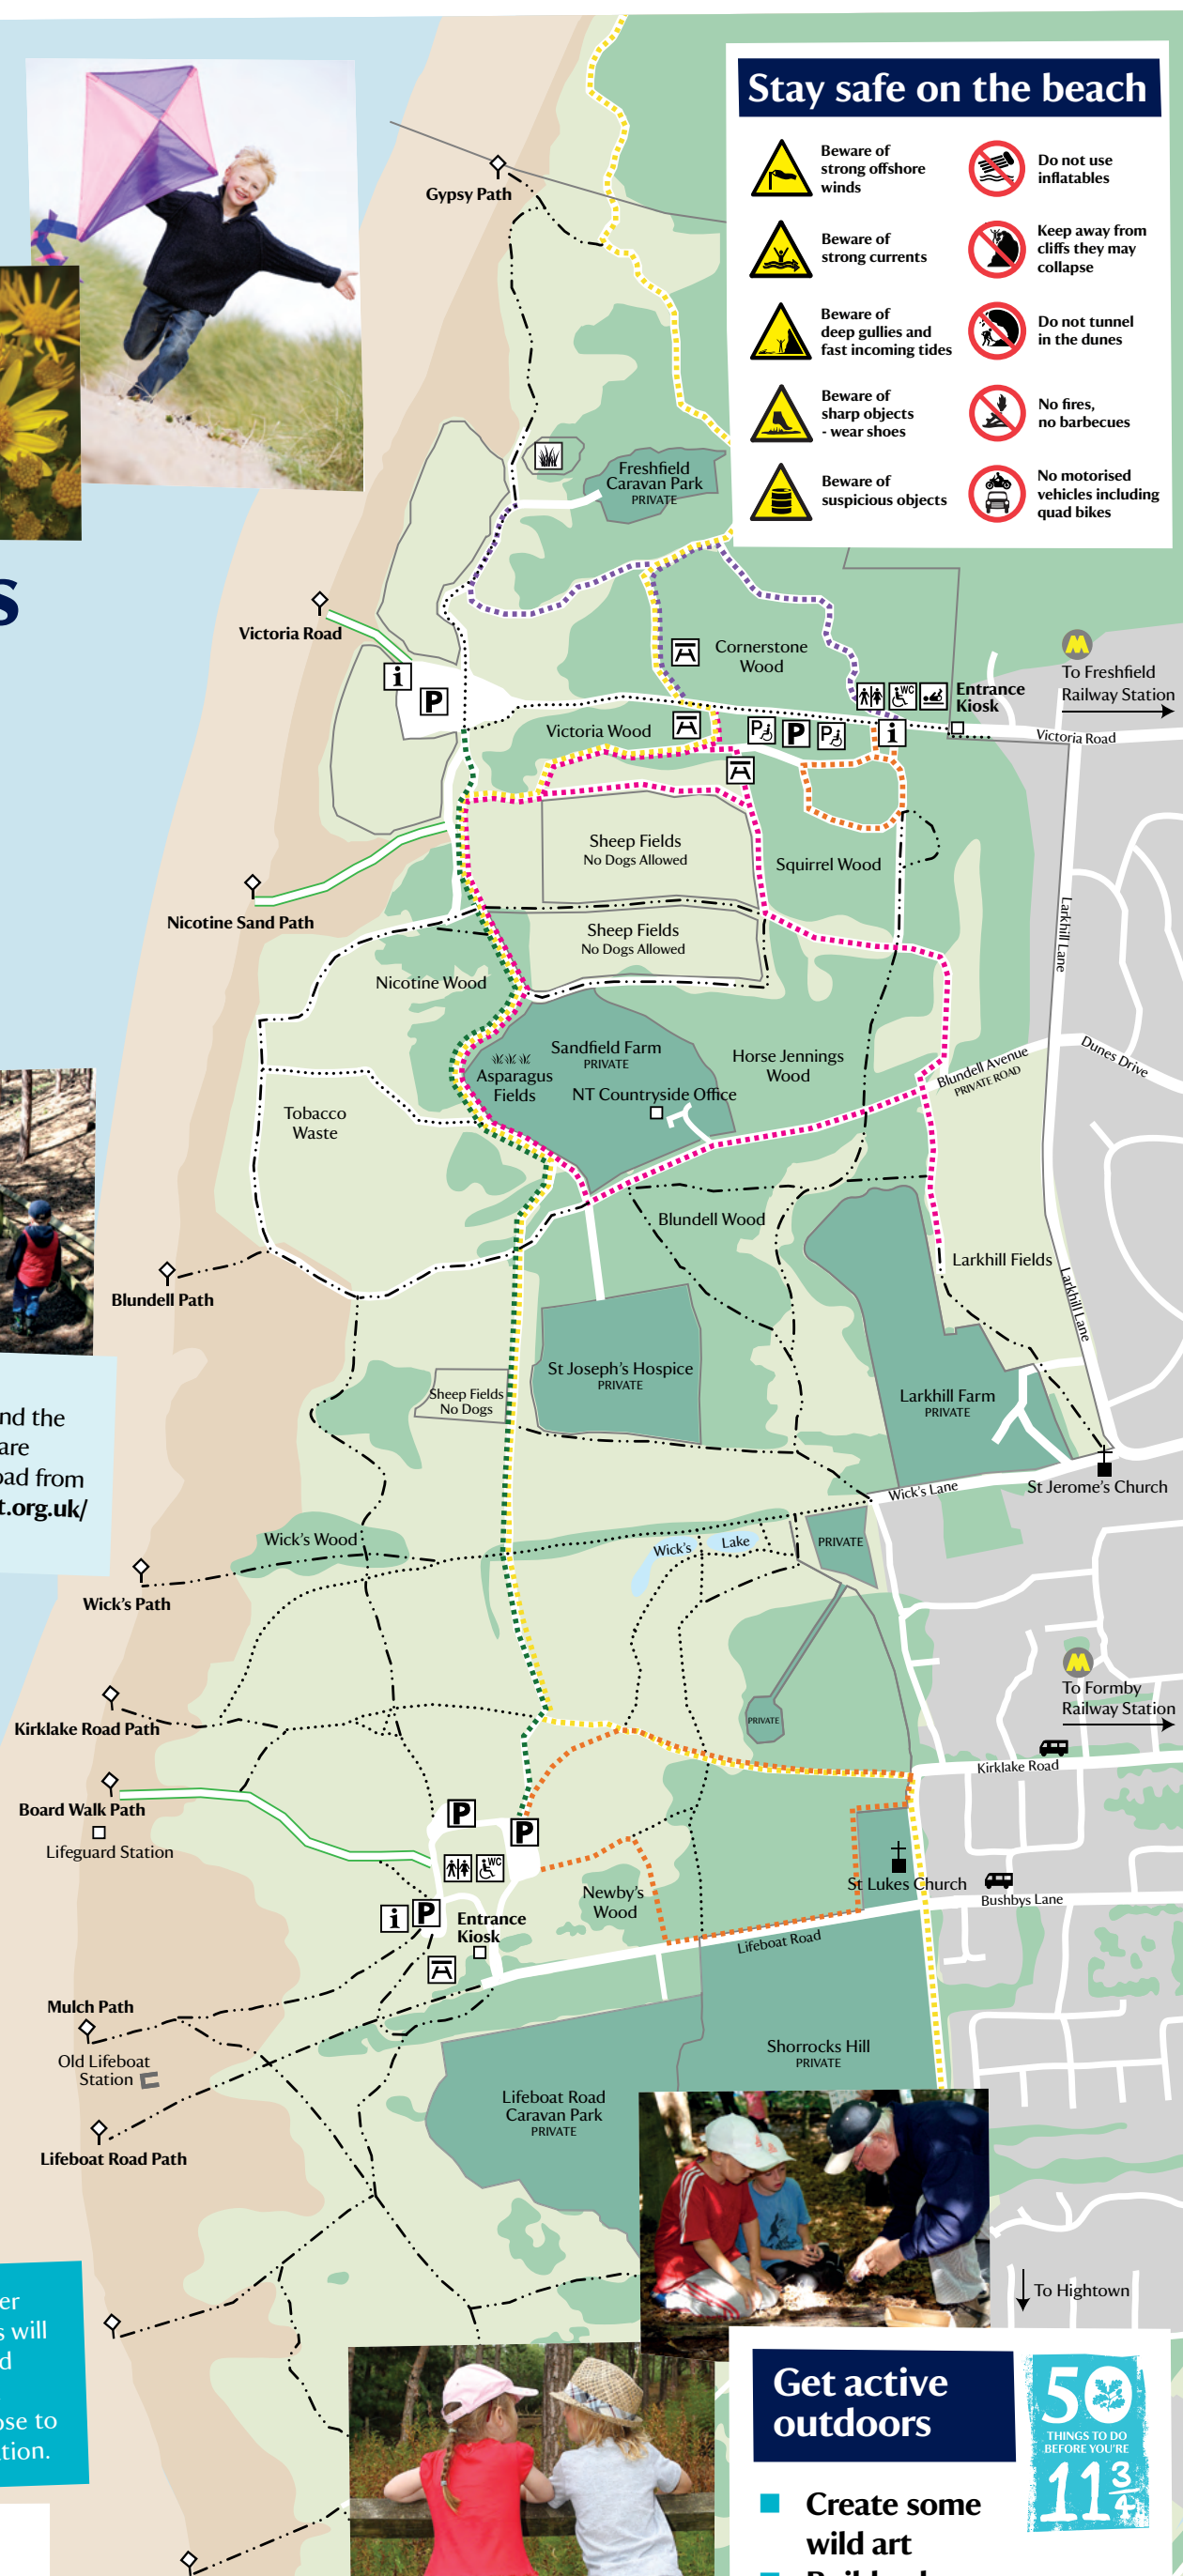 Stay safe on the beach
Beware of
strong offshore
winds
Do not use
inflatables
Beware of
strong currents
Keep away from
cliffs they may
collapse
Beware of
deep gullies and
fast incoming tides
Do not tunnel
in the dunes
Beware of
sharp objects
- wear shoes
No fires,
no barbecues
Beware of
suspicious objects
No motorised
vehicles including
quad bikes
Gypsy Path
Freshfield
Caravan Park
PRIVATE
s
Victoria Road
i
P
Cornerstone
Wood
M
To Freshfield
Railway Station
WC
Entrance
Kiosk
Victoria Wood
P
P
P
i
Victoria Road
Sheep Fields
No Dogs Allowed
Squirrel Wood
Nicotine Sand Path
Larkhill Lane
Sheep Fields
No Dogs Allowed
Nicotine Wood
Sandfield Farm
PRIVATE
Horse Jennings
Wood
Blundell Avenue
PRIVATE ROAD
Dunes Drive
Asparagus
Fields
NT Countryside Office
Tobacco
Waste
Blundell Wood
Larkhill Fields
Blundell Path
Larkhill Lane
St Joseph's Hospice
PRIVATE
Sheep Fields
No Dogs
Larkhill Farm
PRIVATE
nd the
are
oad from
t.org.uk/
Wick's Lane
St Jerome's Church
Wick's Wood
Wick's
Lake
PRIVATE
Wick's Path
M
To Formby
Railway Station
Kirklake Road Path
PRIVATE
Kirklake Road
Board Walk Path
P
P
Lifeguard Station
WC
St Lukes Church
Bushbys Lane
Newby's
Wood
i
P
Entrance
Kiosk
Lifeboat Road
Mulch Path
Old Lifeboat
Station
Shorrocks Hill
PRIVATE
Lifeboat Road
Caravan Park
PRIVATE
Lifeboat Road Path
er
s will
d
ose to
tion.
To Hightown
Get active
outdoors
50
THINGS TO DO
BEFORE YOU'RE
11 3/4
Create some
wild art